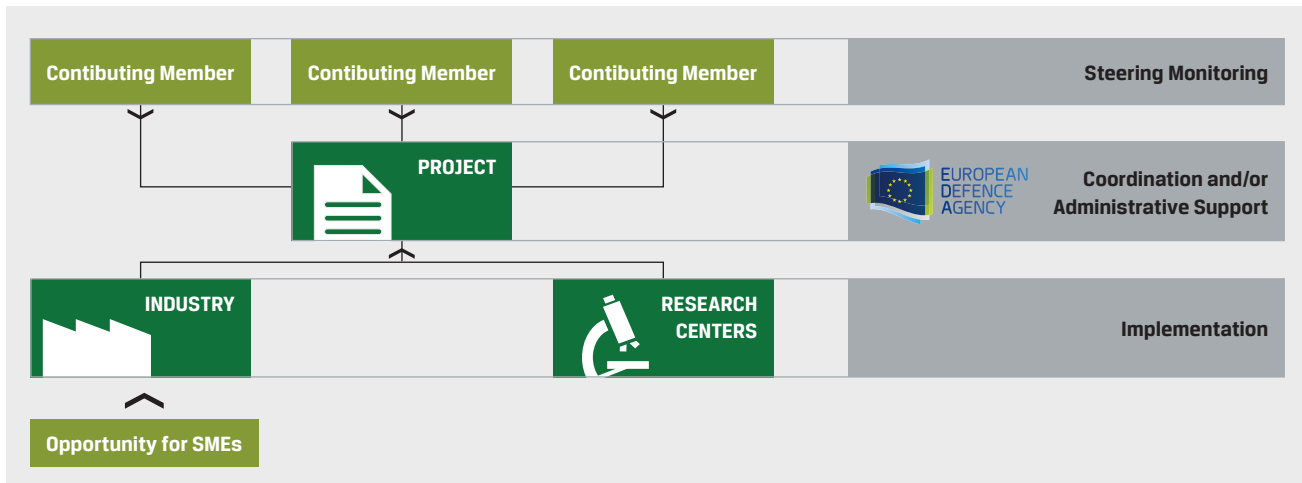 Contibuting Member
Contibuting Member
Contibuting Member
Steering Monitoring
PROJECT
EUROPEAN
DEFENCE
AGENCY
Coordination and/or
Administrative Support
INDUSTRY
RESEARCH
CENTERS
Implementation
Opportunity for SMEs